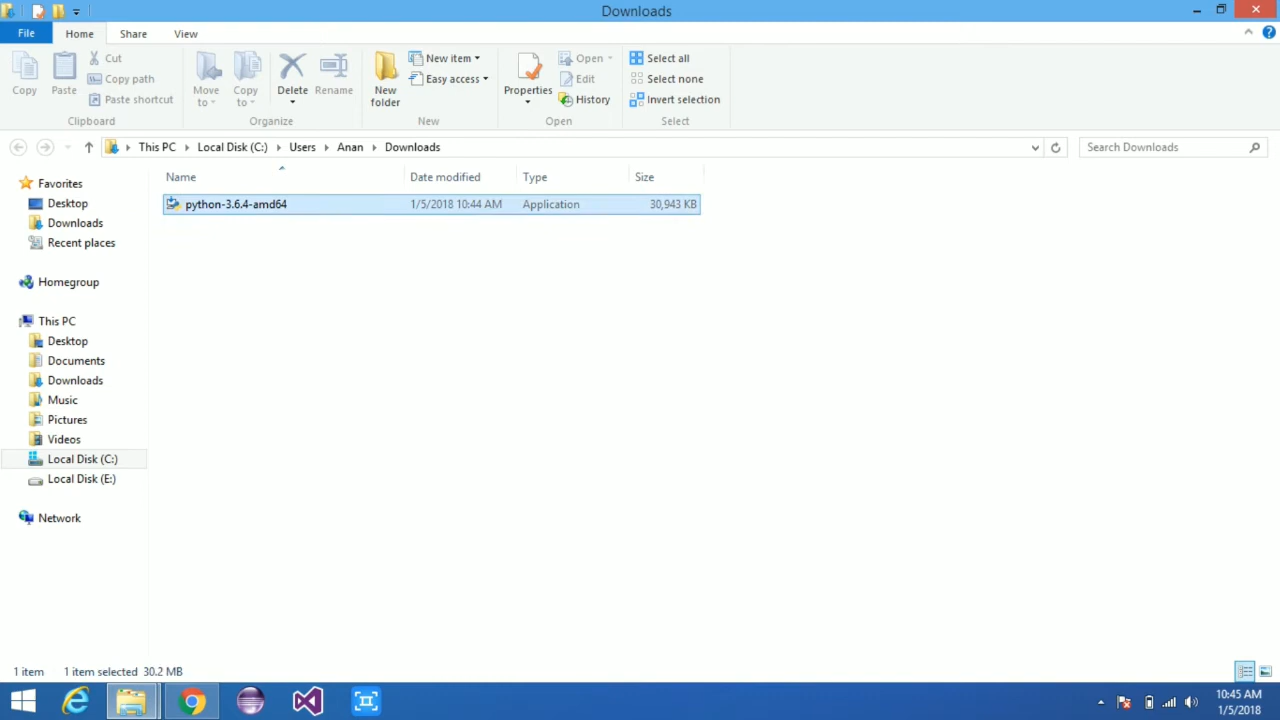 Downloads
File Home Share View
Copy
Paste
Cut
Copy path
Paste shortcut
Clipboard
Move to
Copy to
Delete
Rename
Organize
New folder
New item
Easy access
New
Properties
Open
Edit
History
Open
Select all
Select none
Invert selection
Select
This PC Local Disk (C:) Users Anan Downloads
Search Downloads
Name Date modified Type Size
python-3.6.4-amd64 1/5/2018 10:44 AM Application 30,943 KB
Favorites
Desktop
Downloads
Recent places
Homegroup
This PC
Desktop
Documents
Downloads
Music
Pictures
Videos
Local Disk (C:)
Local Disk (E:)
Network
1 item 1 item selected 30.2 MB
10:45 AM
1/5/2018